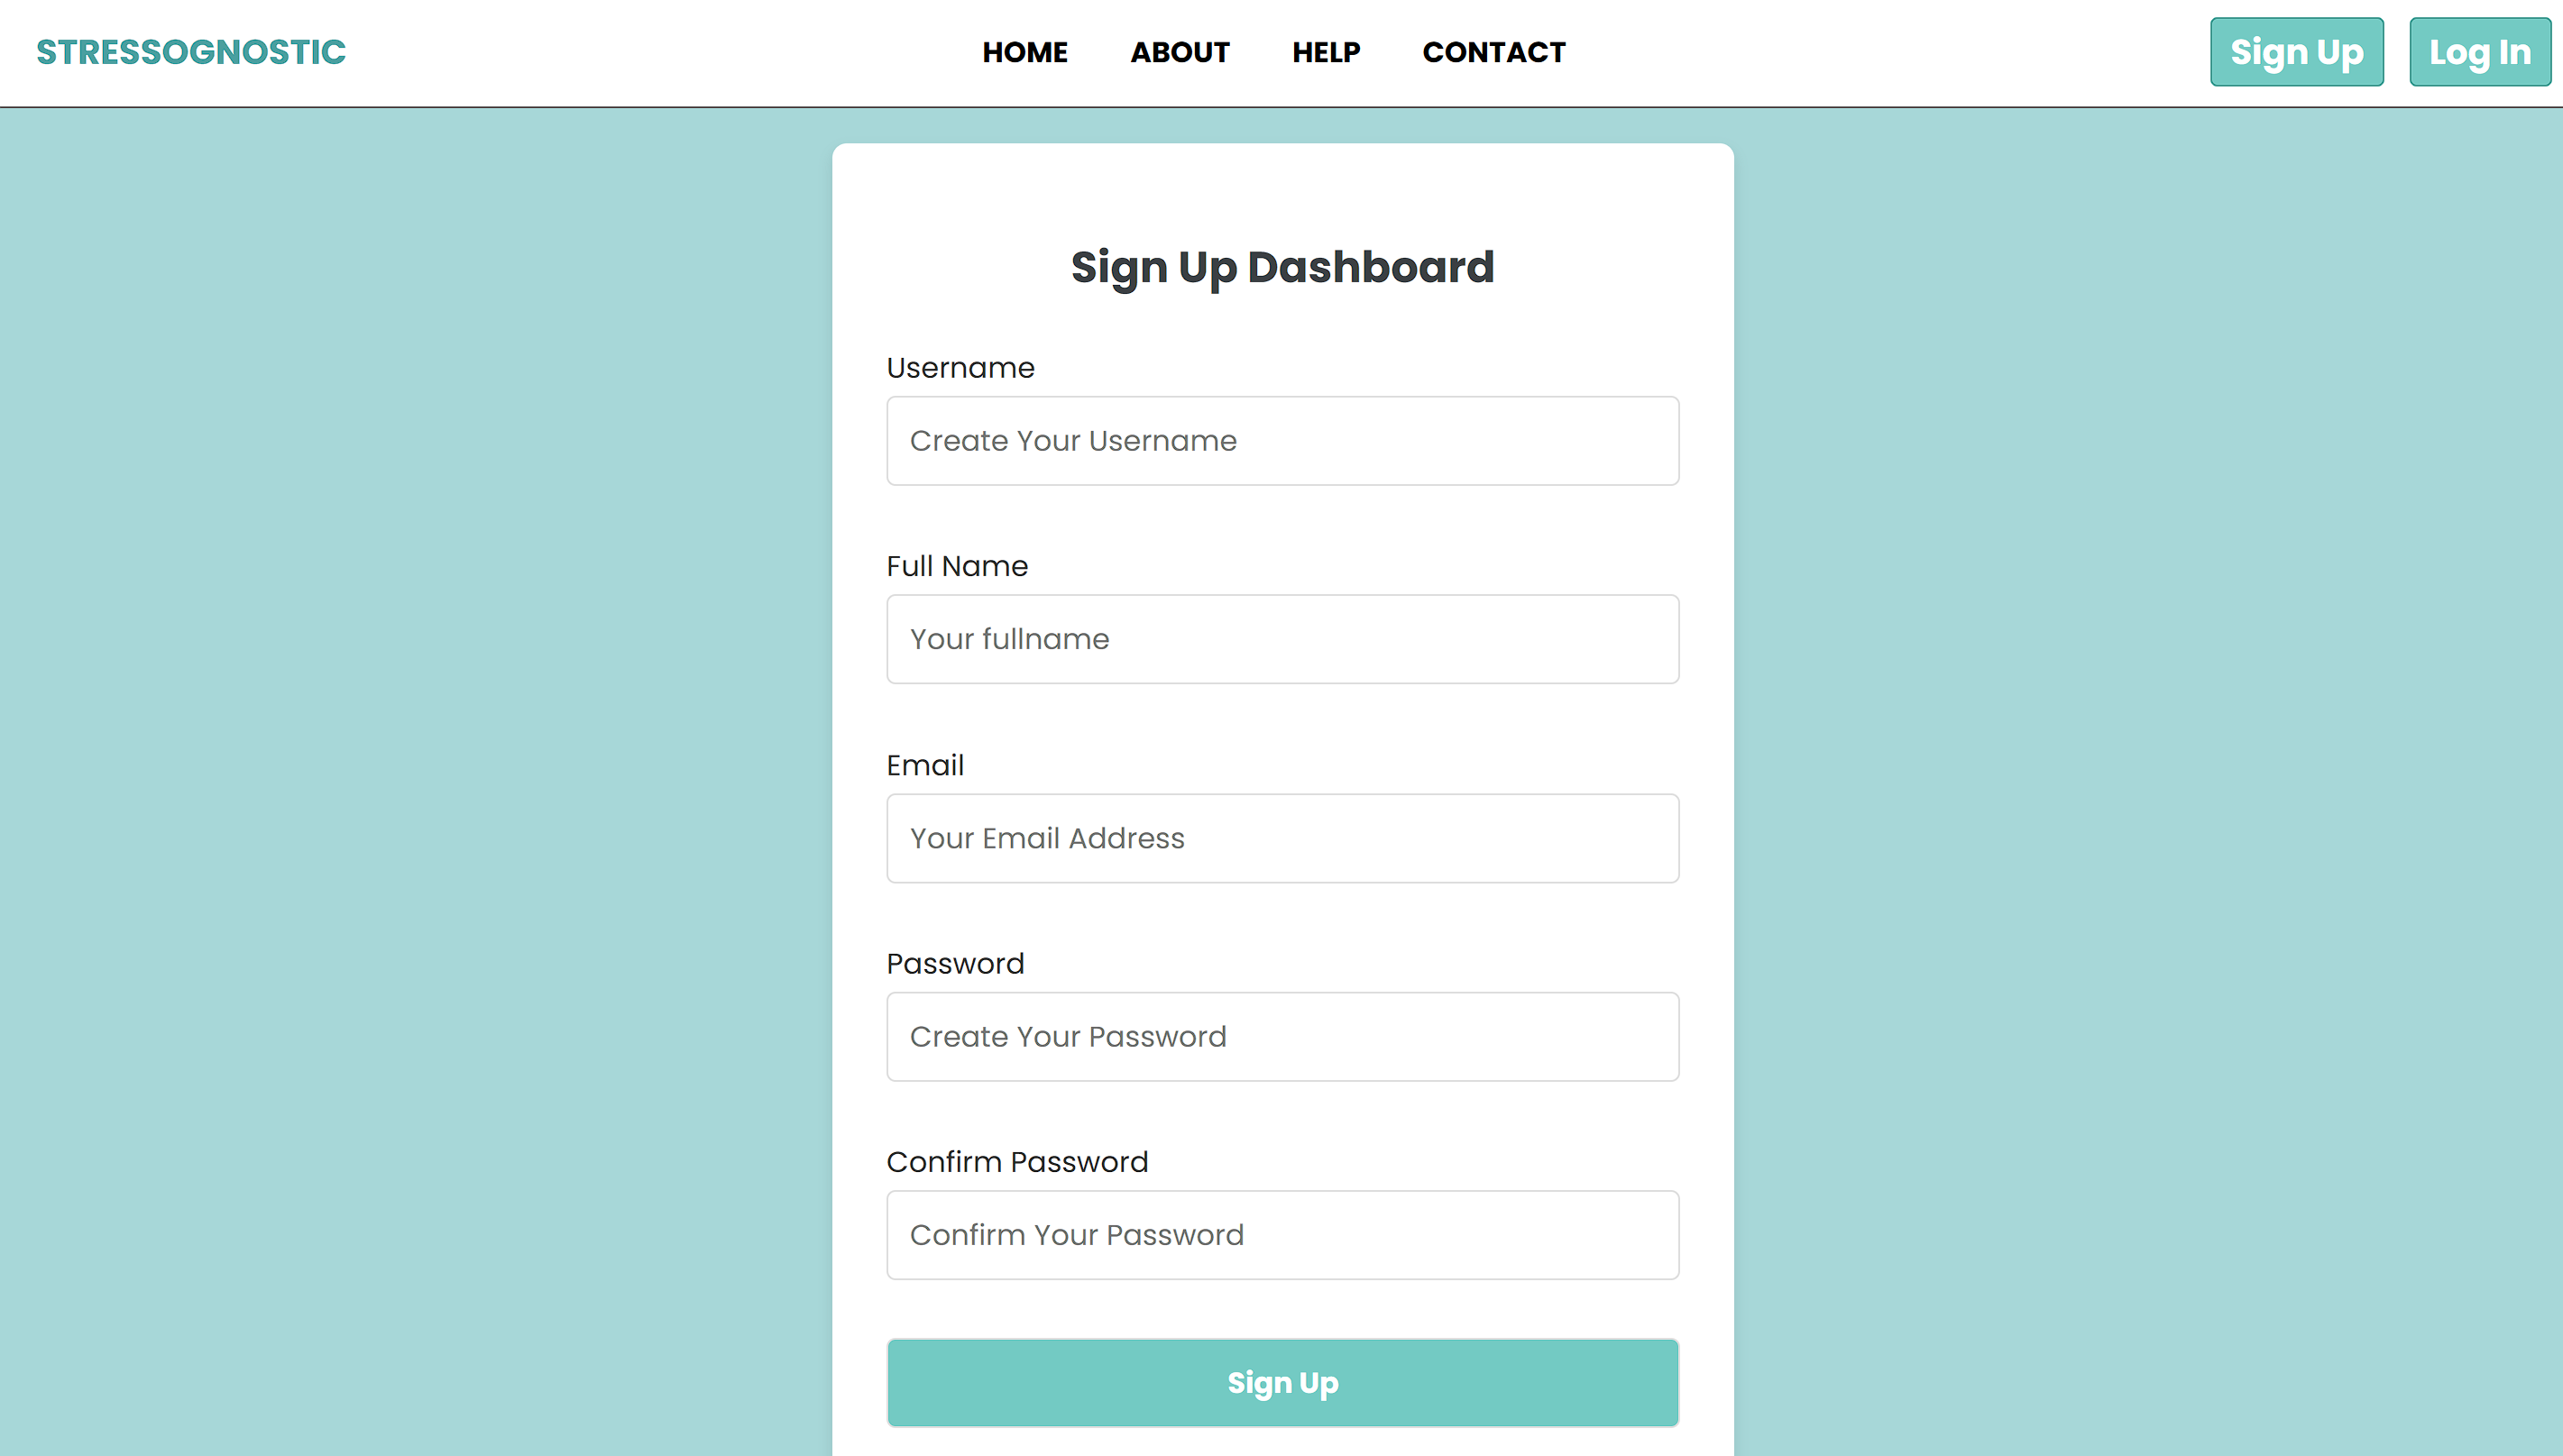 STRESSOGNOSTIC
HOME ABOUT HELP CONTACT
Sign Up Log In
Sign Up Dashboard
Username
Create Your Username
Full Name
Your fullname
Email
Your Email Address
Password
Create Your Password
Confirm Password
Confirm Your Password
Sign Up